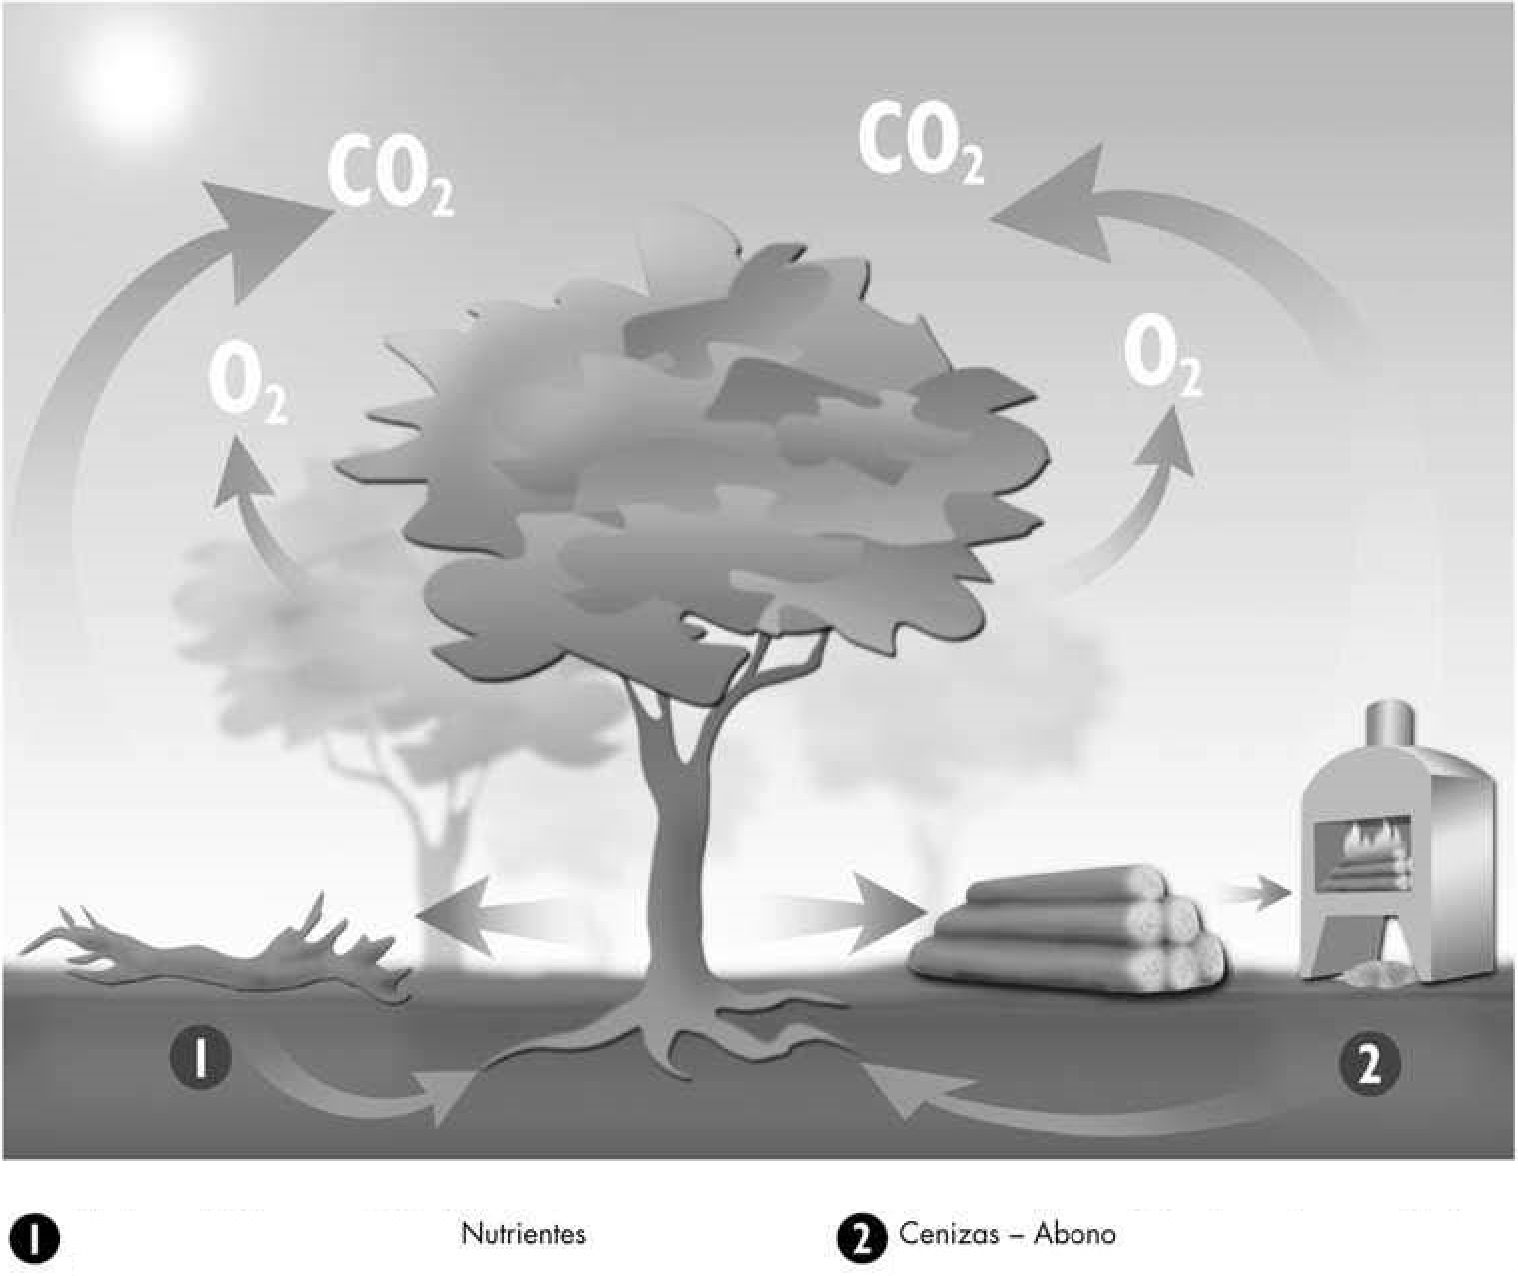 CO₂
CO₂
O₂
O₂
1
2
1 Nutrientes
2 Cenizas – Abono